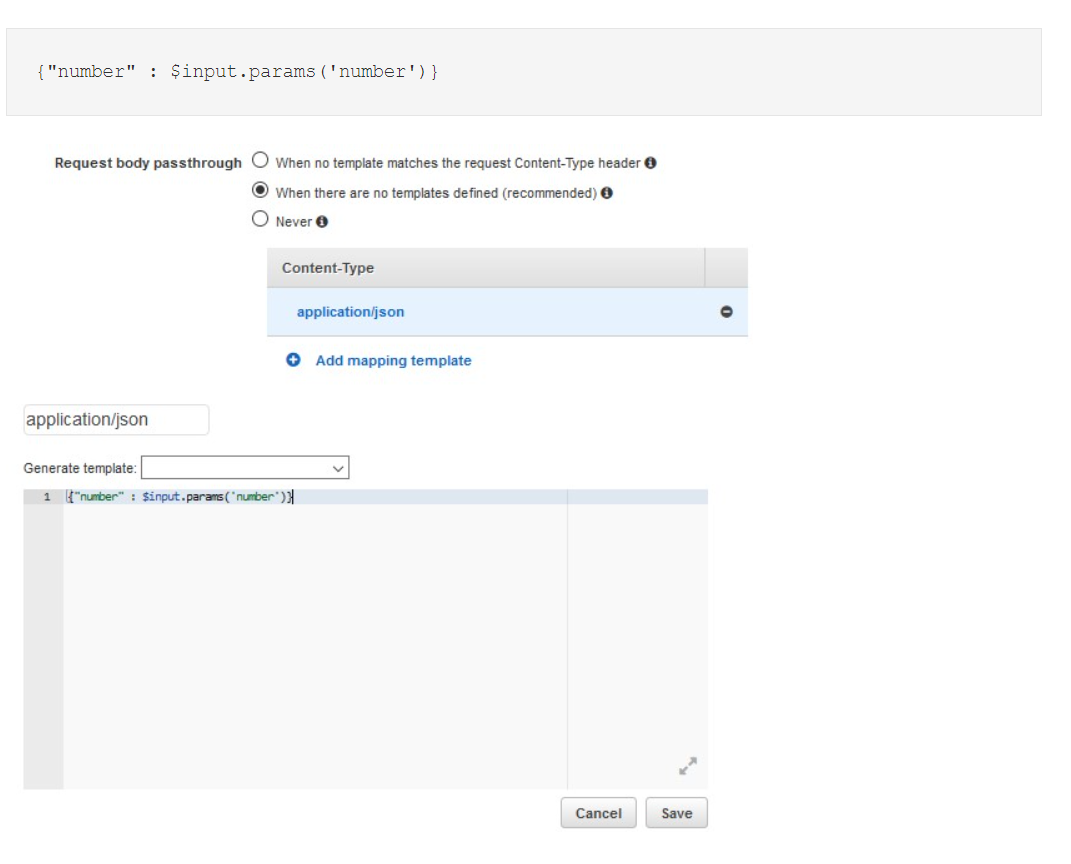 {"number" : $input.params('number')}
Request body passthrough
When no template matches the request Content-Type header
When there are no templates defined (recommended)
Never
Content-Type
application/json
Add mapping template
application/json
Generate template:
1 {"number" : $input.params('number')}
Cancel Save